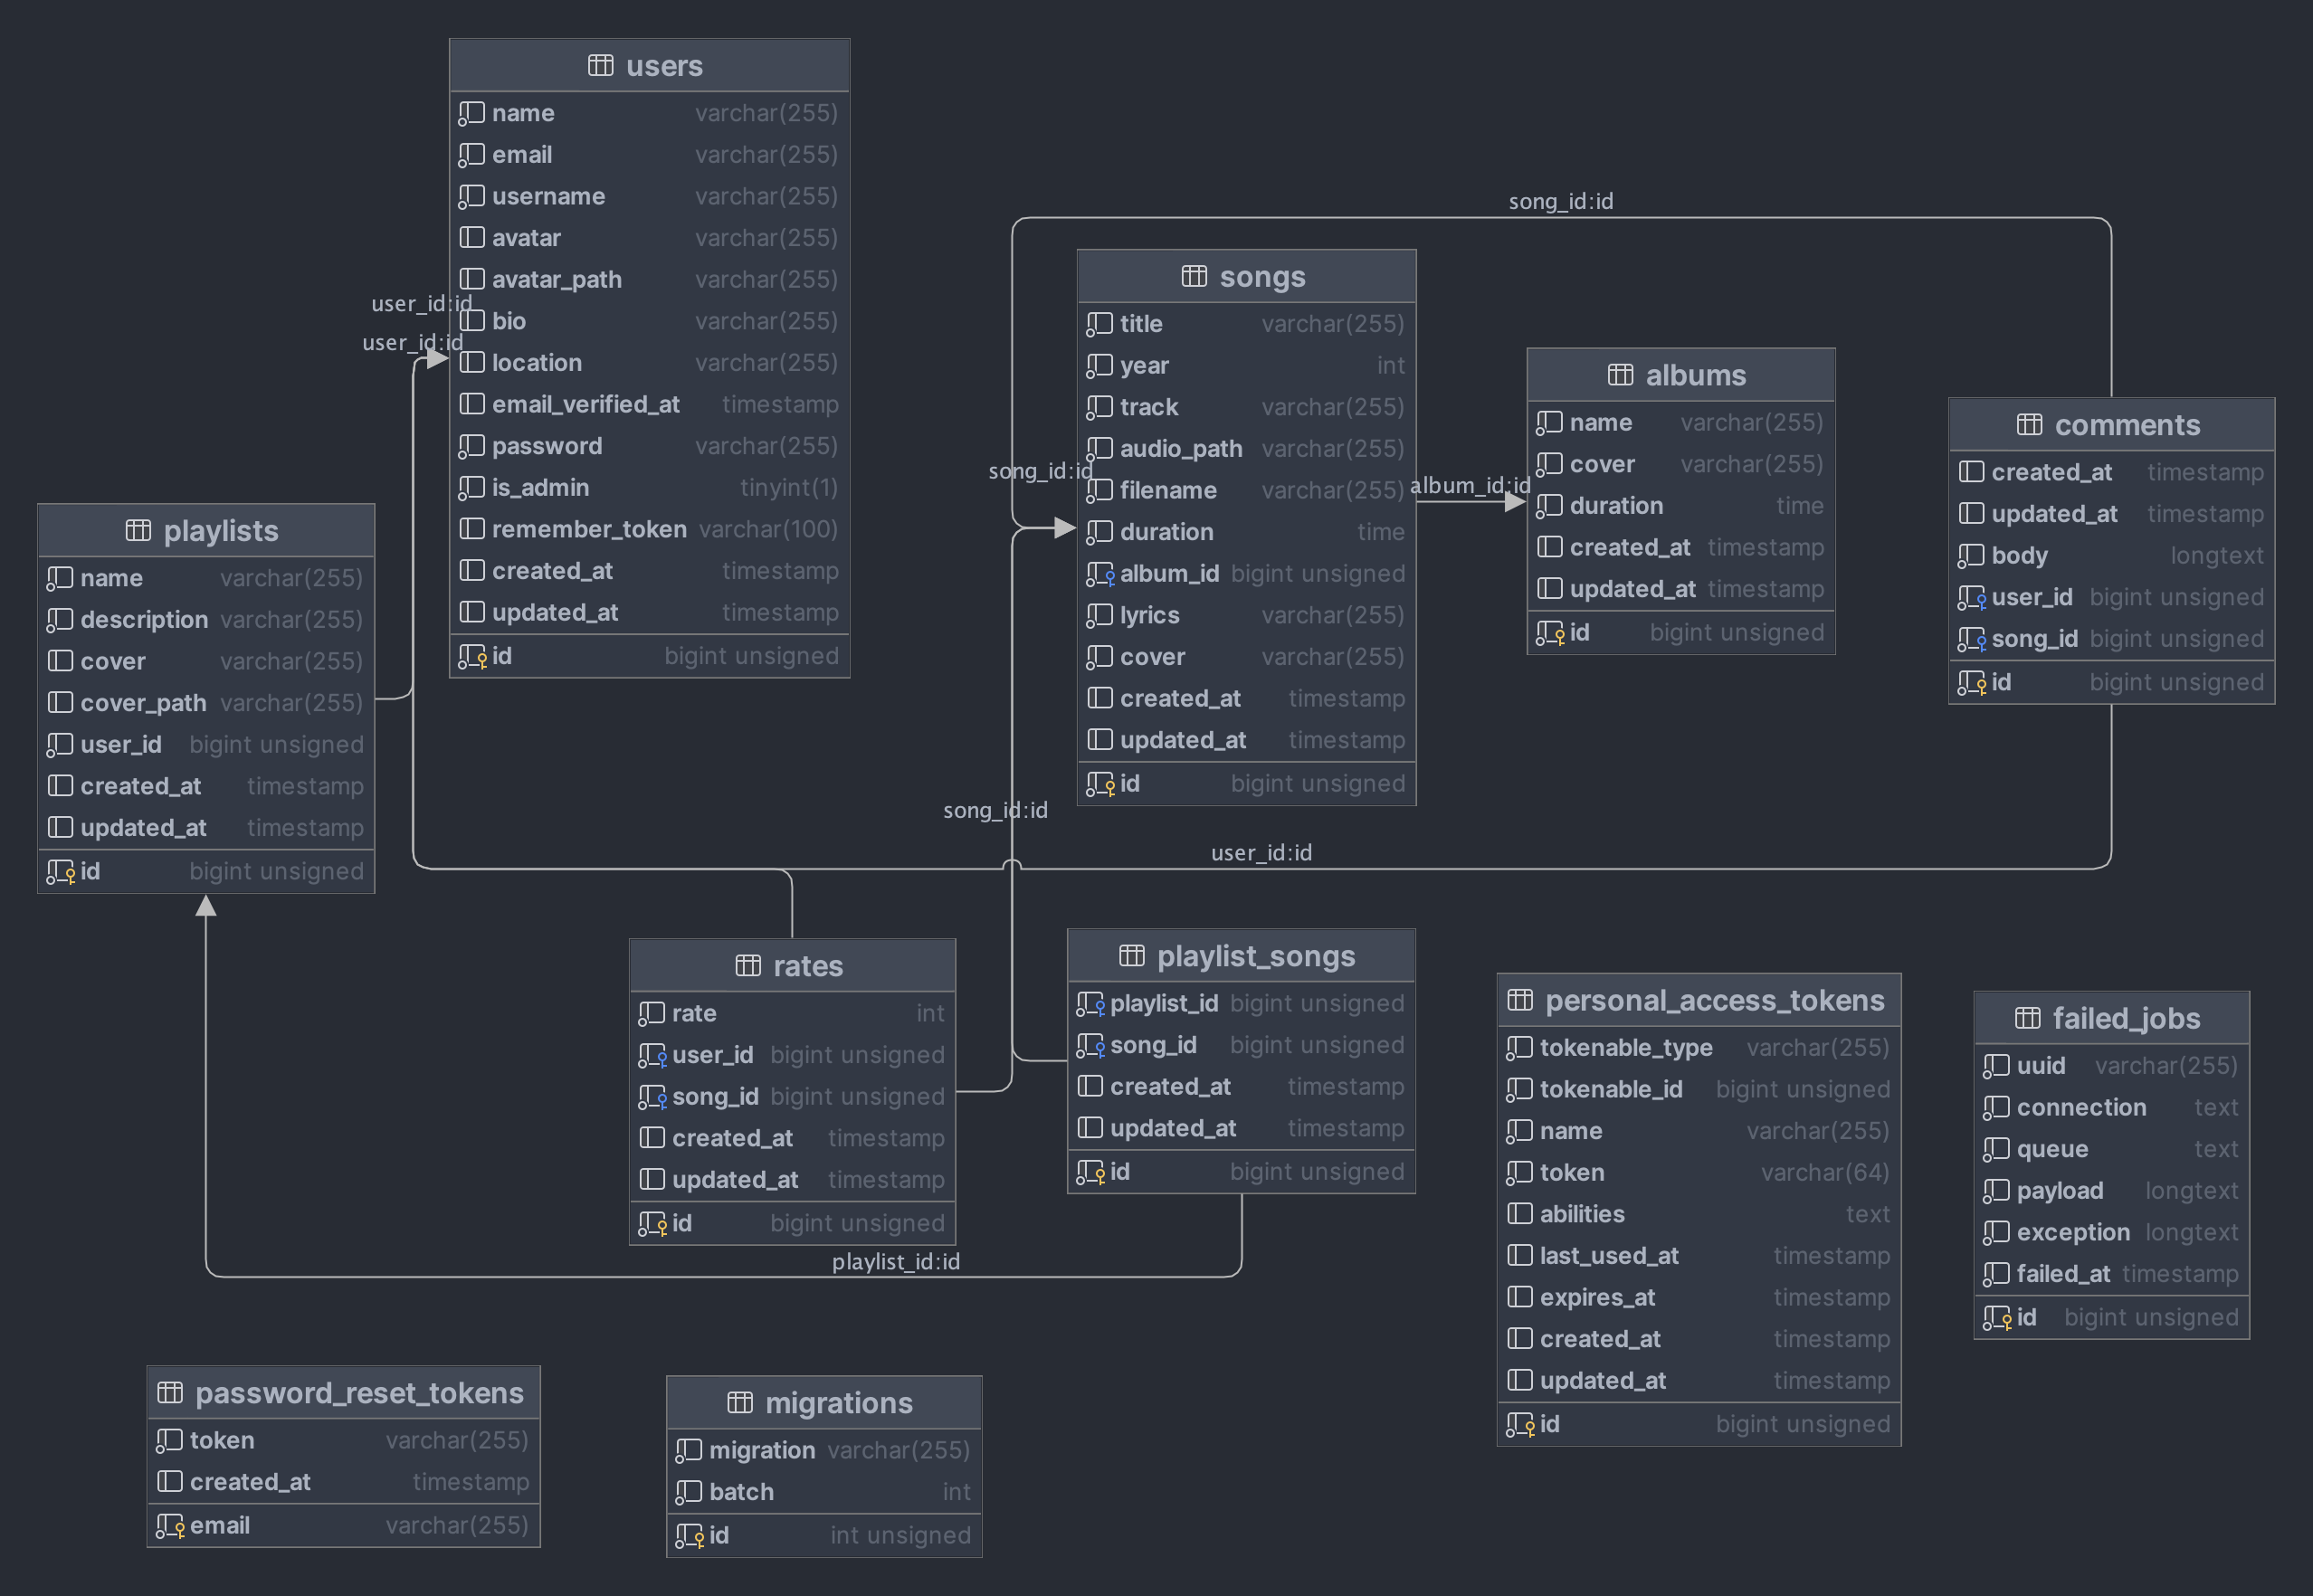 users
name varchar(255)
email varchar(255)
username varchar(255)
avatar varchar(255)
avatar_path varchar(255)
bio varchar(255)
location varchar(255)
email_verified_at timestamp
password varchar(255)
is_admin tinyint(1)
remember_token varchar(100)
created_at timestamp
updated_at timestamp
id bigint unsigned
user_id:id
user_id:id
song_id:id
songs
title varchar(255)
year int
track varchar(255)
audio_path varchar(255)
filename varchar(255)
duration time
album_id bigint unsigned
lyrics varchar(255)
cover varchar(255)
created_at timestamp
updated_at timestamp
id bigint unsigned
song_id:id
album_id:id
albums
name varchar(255)
cover varchar(255)
duration time
created_at timestamp
updated_at timestamp
id bigint unsigned
comments
created_at timestamp
updated_at timestamp
body longtext
user_id bigint unsigned
song_id bigint unsigned
id bigint unsigned
playlists
name varchar(255)
description varchar(255)
cover varchar(255)
cover_path varchar(255)
user_id bigint unsigned
created_at timestamp
updated_at timestamp
id bigint unsigned
song_id:id
user_id:id
rates
rate int
user_id bigint unsigned
song_id bigint unsigned
created_at timestamp
updated_at timestamp
id bigint unsigned
playlist_songs
playlist_id bigint unsigned
song_id bigint unsigned
created_at timestamp
updated_at timestamp
id bigint unsigned
playlist_id:id
personal_access_tokens
tokenable_type varchar(255)
tokenable_id bigint unsigned
name varchar(255)
token varchar(64)
abilities text
last_used_at timestamp
expires_at timestamp
created_at timestamp
updated_at timestamp
id bigint unsigned
failed_jobs
uuid varchar(255)
connection text
queue text
payload longtext
exception longtext
failed_at timestamp
id bigint unsigned
password_reset_tokens
token varchar(255)
created_at timestamp
email varchar(255)
migrations
migration varchar(255)
batch int
id int unsigned